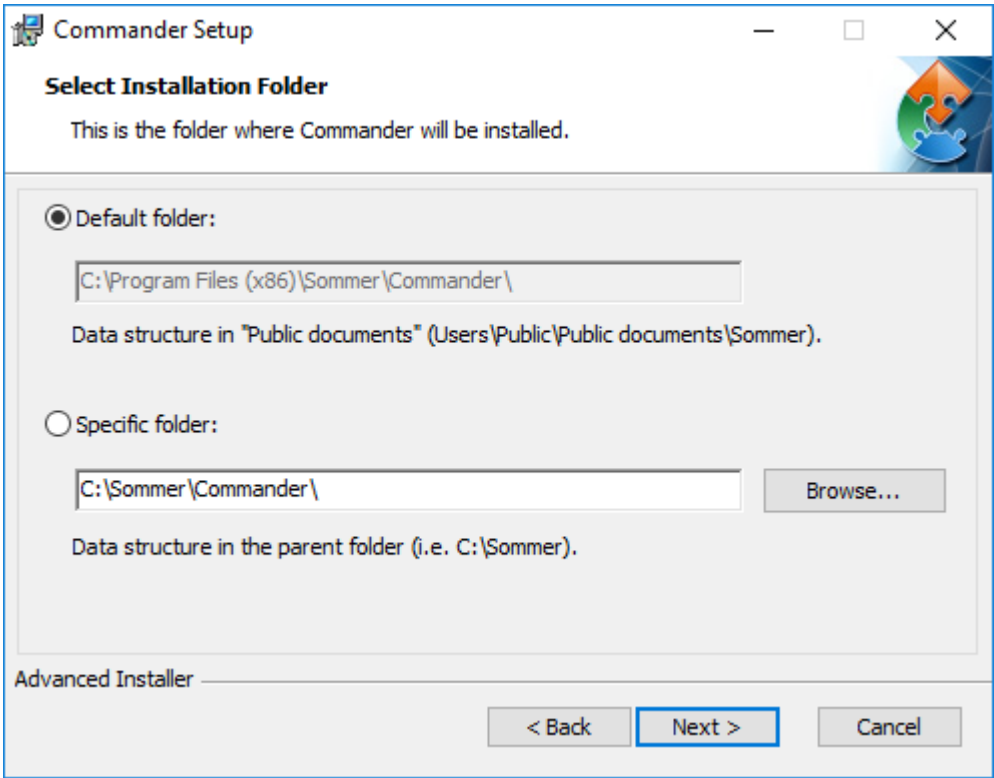 Commander Setup
Select Installation Folder
This is the folder where Commander will be installed.
Default folder:
C:\Program Files (x86)\Sommer\Commander\
Data structure in "Public documents" (Users\Public\Public documents\Sommer).
Specific folder:
C:\Sommer\Commander\
Browse...
Data structure in the parent folder (i.e. C:\Sommer).
Advanced Installer
< Back
Next >
Cancel